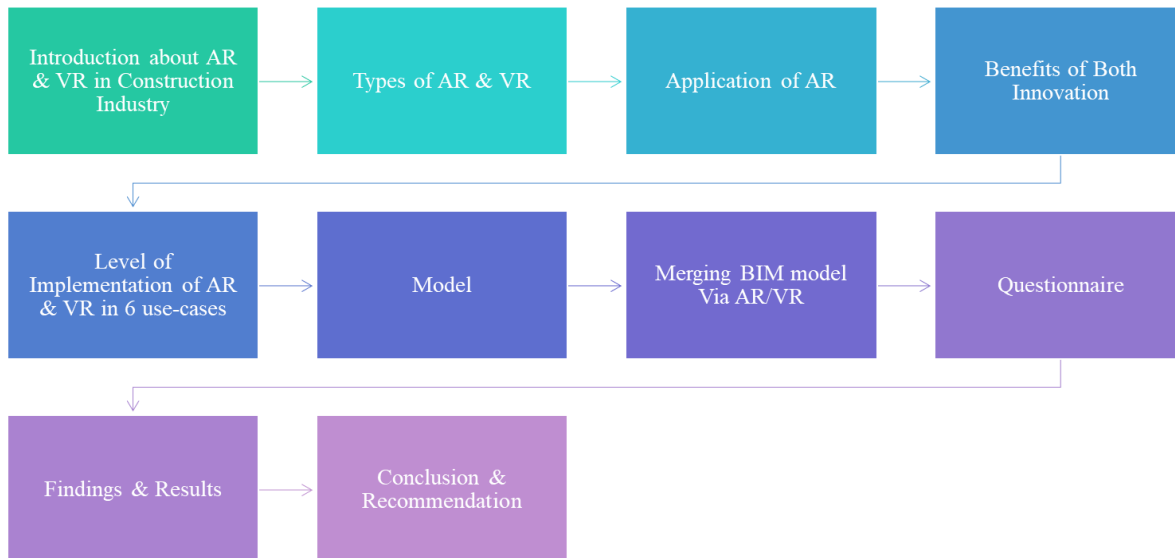 Introduction about AR
& VR in Construction
Industry
Types of AR & VR
Application of AR
Benefits of Both
Innovation
Level of
Implementation of AR
& VR in 6 use-cases
Model
Merging BIM model
Via AR/VR
Questionnaire
Findings & Results
Conclusion &
Recommendation